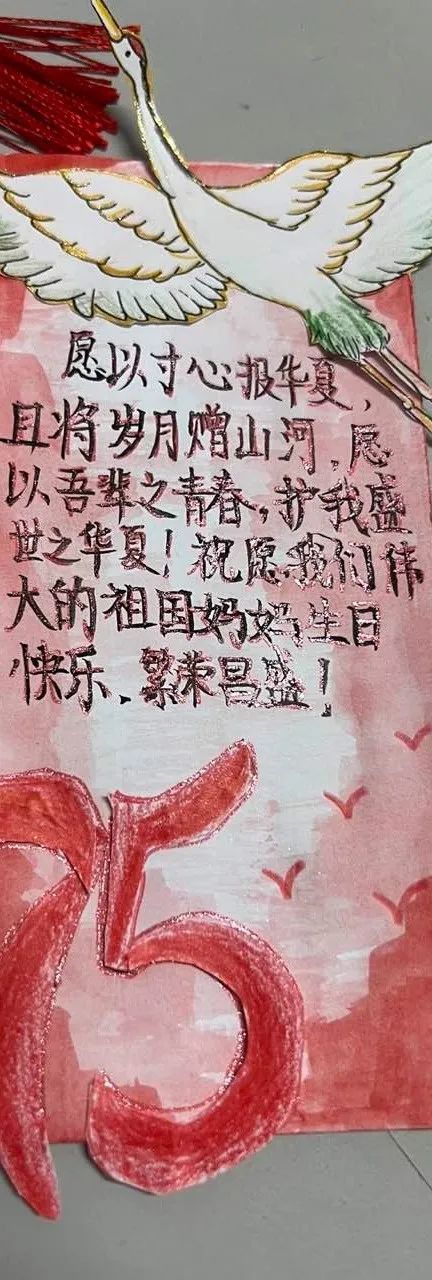 愿以寸心报华夏，
且将岁月赠山河，愿
以吾辈之青春，护我盛
世之华夏！祝愿我们伟
大的祖国妈妈生日
快乐、繁荣昌盛！
75